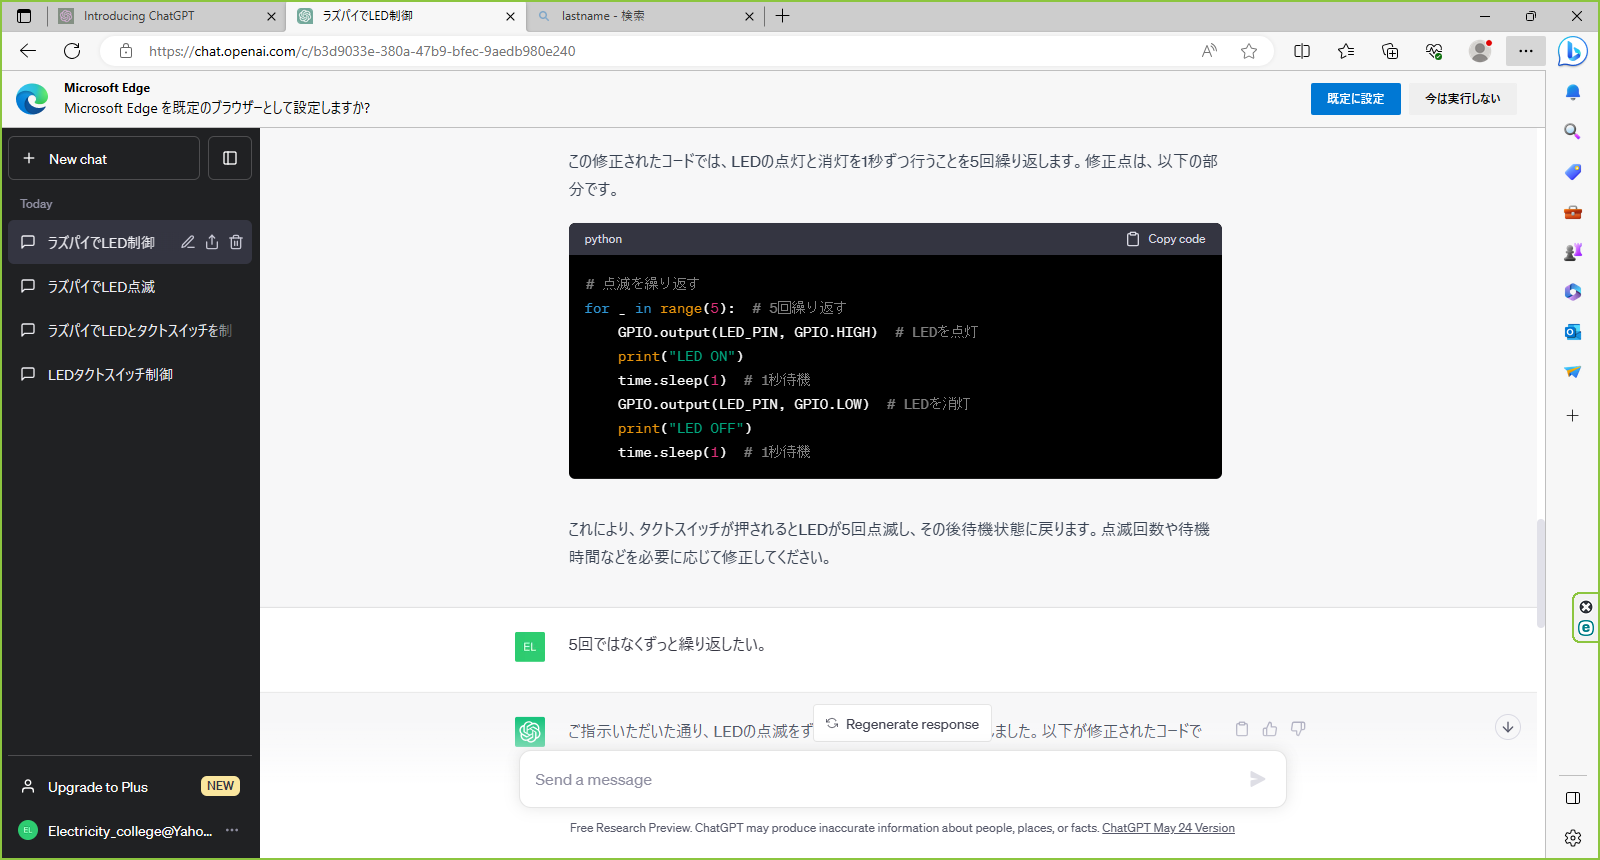 Introducing ChatGPT
ラズパイでLED制御
lastname - 検索
https://chat.openai.com/c/b3d9033e-380a-47b9-bfec-9aedb980e240
Microsoft Edge
Microsoft Edge を既定のブラウザーとして設定しますか?
既定に設定
今は実行しない
New chat
Today
ラズパイでLED制御
ラズパイでLED点滅
ラズパイでLEDとタクトスイッチを制
LEDタクトスイッチ制御
Upgrade to Plus
NEW
EL
Electricity_college@Yaho...
この修正されたコードでは、LEDの点灯と消灯を1秒ずつ行うことを5回繰り返します。修正点は、以下の部
分です。
python
Copy code
# 点滅を繰り返す
for _ in range(5):  # 5回繰り返す
    GPIO.output(LED_PIN, GPIO.HIGH)  # LEDを点灯
    print("LED ON")
    time.sleep(1)  # 1秒待機
    GPIO.output(LED_PIN, GPIO.LOW)  # LEDを消灯
    print("LED OFF")
    time.sleep(1)  # 1秒待機
これにより、タクトスイッチが押されるとLEDが5回点滅し、その後待機状態に戻ります。点滅回数や待機
時間などを必要に応じて修正してください。
EL
5回ではなくずっと繰り返したい。
ご指示いただいた通り、LEDの点滅をず
Regenerate response
ました。以下が修正されたコードで
Send a message
Free Research Preview. ChatGPT may produce inaccurate information about people, places, or facts. ChatGPT May 24 Version